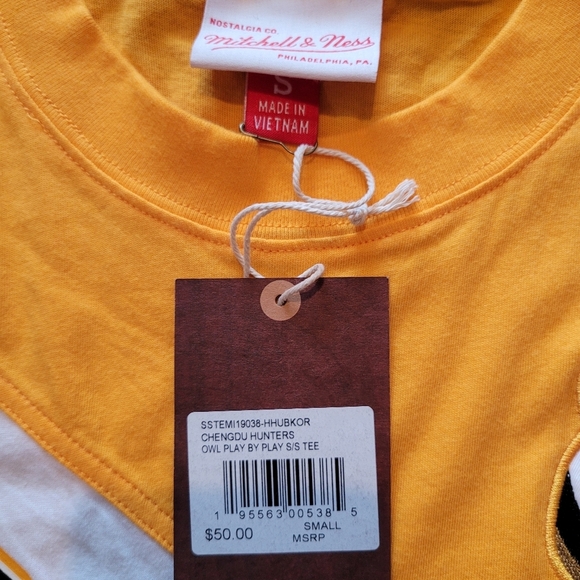 NOSTALGIA CO.
Mitchell & Ness
PHILADELPHIA, PA.
S
MADE IN
VIETNAM
SSTEMI19038-HHUBKOR
CHENGDU HUNTERS
OWL PLAY BY PLAY S/S TEE
1 95563 00538 5
$50.00 SMALL
MSRP